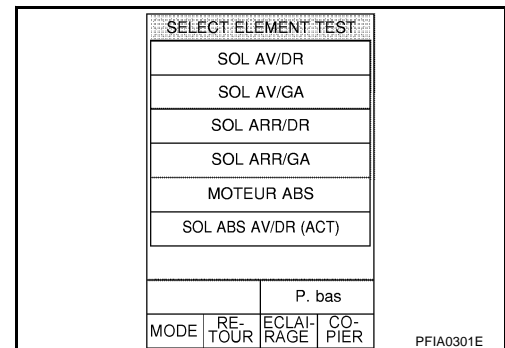 SELECT ELEMENT TEST
SOL AV/DR
SOL AV/GA
SOL ARR/DR
SOL ARR/GA
MOTEUR ABS
SOL ABS AV/DR (ACT)
P. bas
MODE RE-TOUR ECLAI-RAGE CO-PIER
PFIA0301E